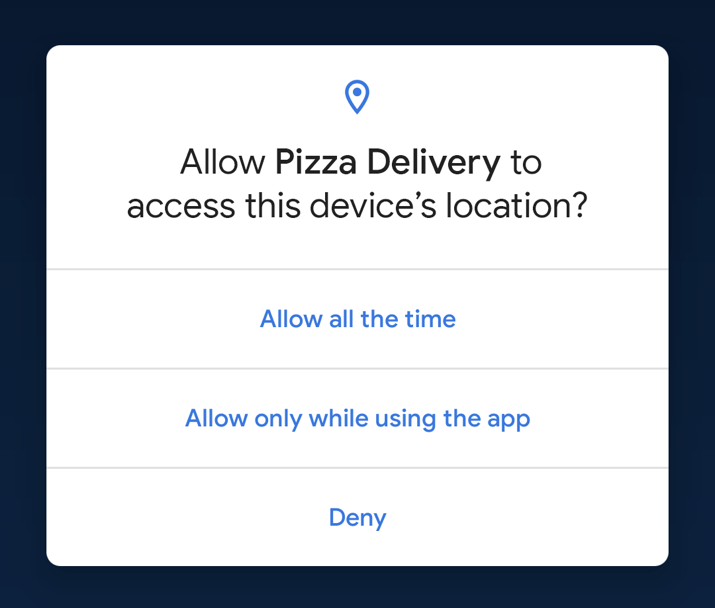 Allow Pizza Delivery to
access this device’s location?
Allow all the time
Allow only while using the app
Deny